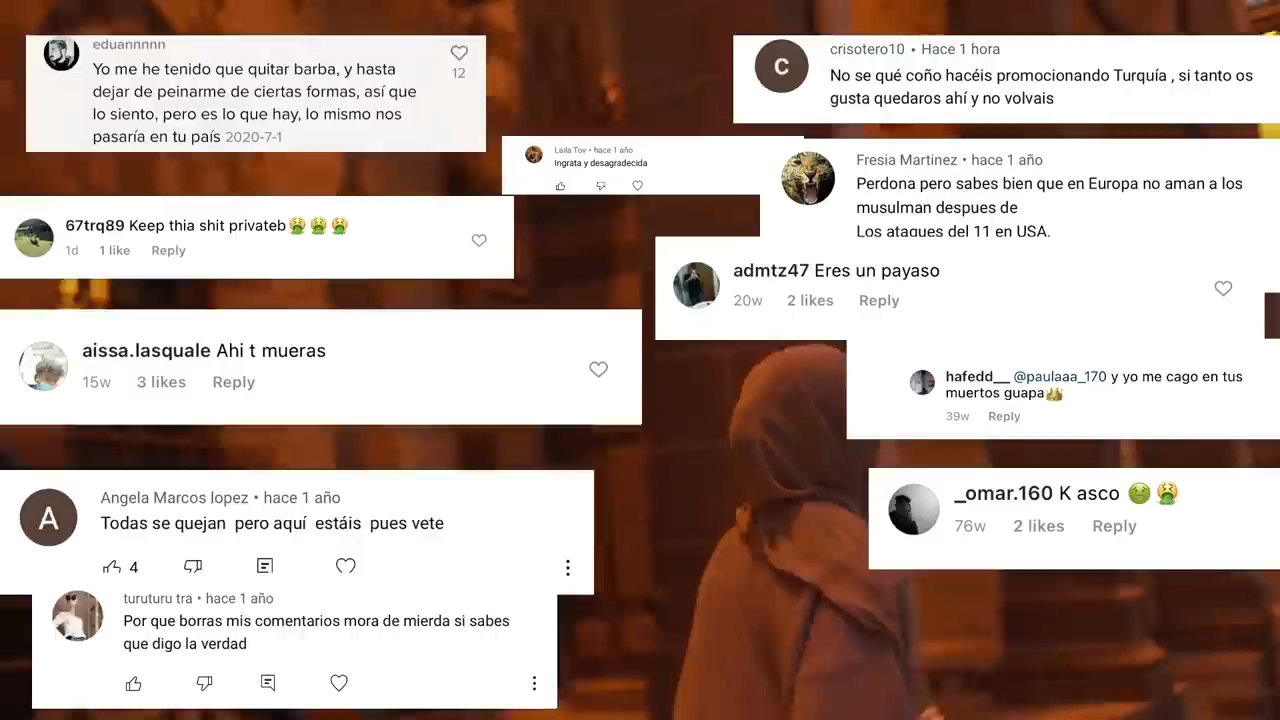 eduannnnn
Yo me he tenido que quitar barba, y hasta
dejar de peinarme de ciertas formas, así que
lo siento, pero es lo que hay, lo mismo nos
pasaría en tu país 2020-7-1
12
crisotero10 • Hace 1 hora
C
No se qué coño hacéis promocionando Turquía , si tanto os
gusta quedaros ahí y no volvais
Laila Tov • hace 1 año
Ingrata y desagradecida
Fresia Martinez • hace 1 año
Perdona pero sabes bien que en Europa no aman a los
musulman despues de
Los ataques del 11 en USA.
67trq89 Keep thia shit privateb🤮🤮🤮
1d 1 like Reply
admtz47 Eres un payaso
20w 2 likes Reply
aissa.lasquale Ahi t mueras
15w 3 likes Reply
hafedd__ @paulaaa_170 y yo me cago en tus
muertos guapa
39w Reply
_omar.160 K asco 🤢🤮
76w 2 likes Reply
A
Angela Marcos lopez • hace 1 año
Todas se quejan pero aquí estáis pues vete
4
turuturu tra • hace 1 año
Por que borras mis comentarios mora de mierda si sabes
que digo la verdad